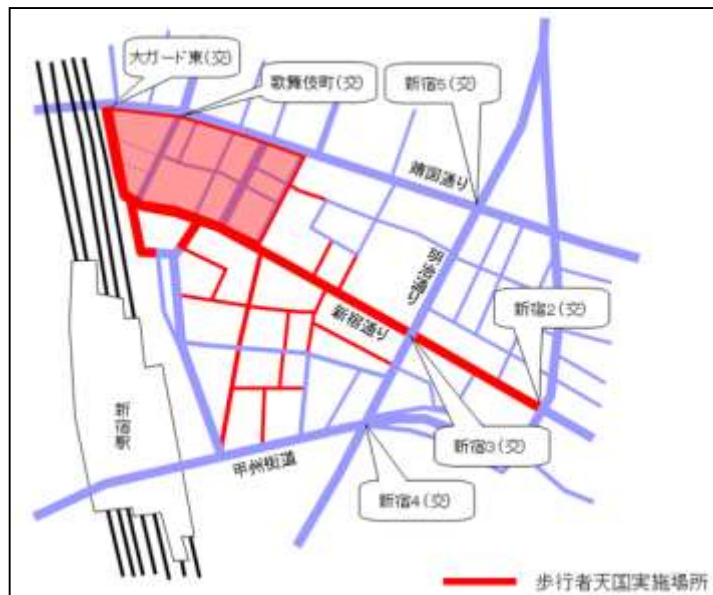 大ガード東(交)
歌舞伎町(交)
新宿5(交)
靖国通り
明治通り
新宿2(交)
新宿通り
新宿駅
新宿3(交)
甲州街道
新宿4(交)
歩行者天国実施場所